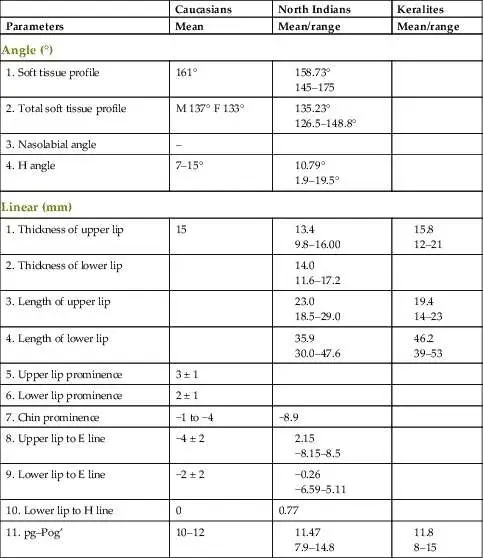 Caucasians North Indians Keralites
Parameters Mean Mean/range Mean/range
Angle (°)
1. Soft tissue profile 161° 158.73°
145–175
2. Total soft tissue profile M 137° F 133° 135.23°
126.5–148.8°
3. Nasolabial angle –
4. H angle 7–15° 10.79°
1.9–19.5°
Linear (mm)
1. Thickness of upper lip 15 13.4 15.8
9.8–16.00 12–21
2. Thickness of lower lip 14.0
11.6–17.2
3. Length of upper lip 23.0 19.4
18.5–29.0 14–23
4. Length of lower lip 35.9 46.2
30.0–47.6 39–53
5. Upper lip prominence 3 ± 1
6. Lower lip prominence 2 ± 1
7. Chin prominence −1 to −4 −8.9
8. Upper lip to E line −4 ± 2 2.15
−8.15–8.5
9. Lower lip to E line −2 ± 2 −0.26
−6.59–5.11
10. Lower lip to H line 0 0.77
11. pg–Pog′ 10–12 11.47 11.8
7.9–14.8 8–15